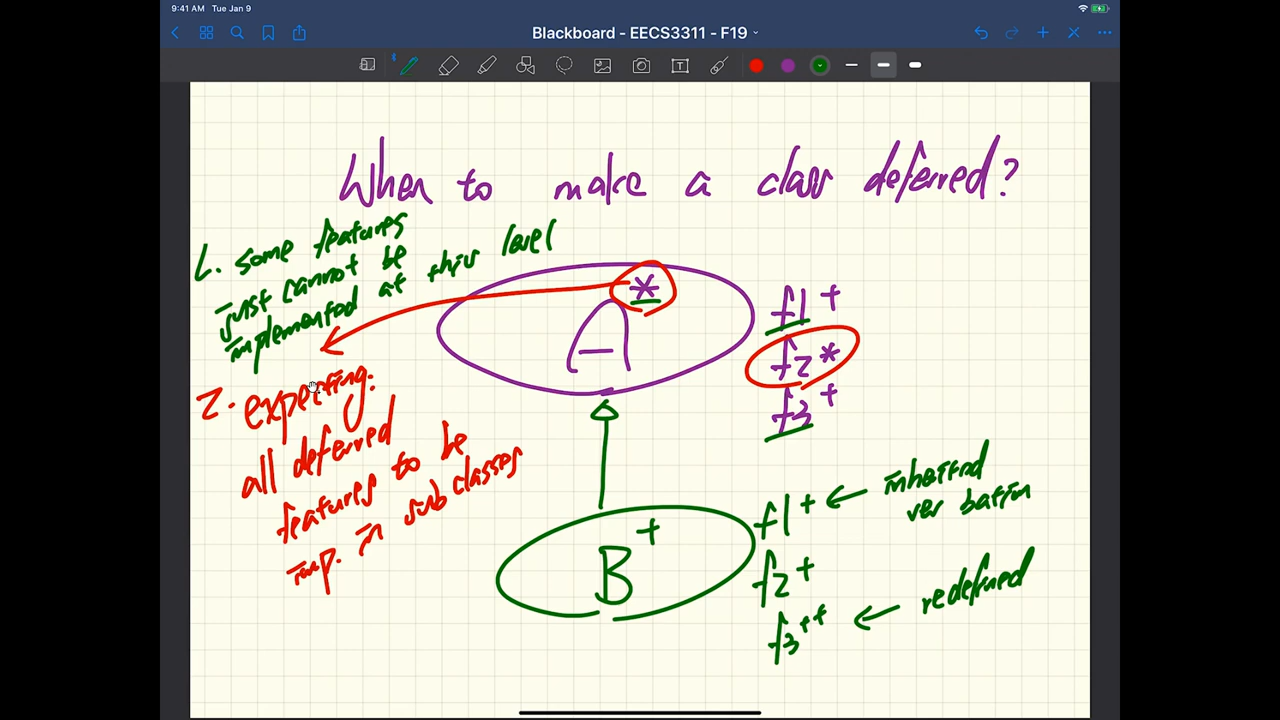 9:41 AM Tue Jan 9
Blackboard - EECS3311 - F19
When to make a class deferred?
1. some features
just cannot be
implemented at this level
*
A
f1 +
f2 *
f3 +
2. expecting:
all deferred
features to be
imp. in subclasses
B +
f1 + ← inherited
ver batim
f2 +
f3 ++ ← redefined